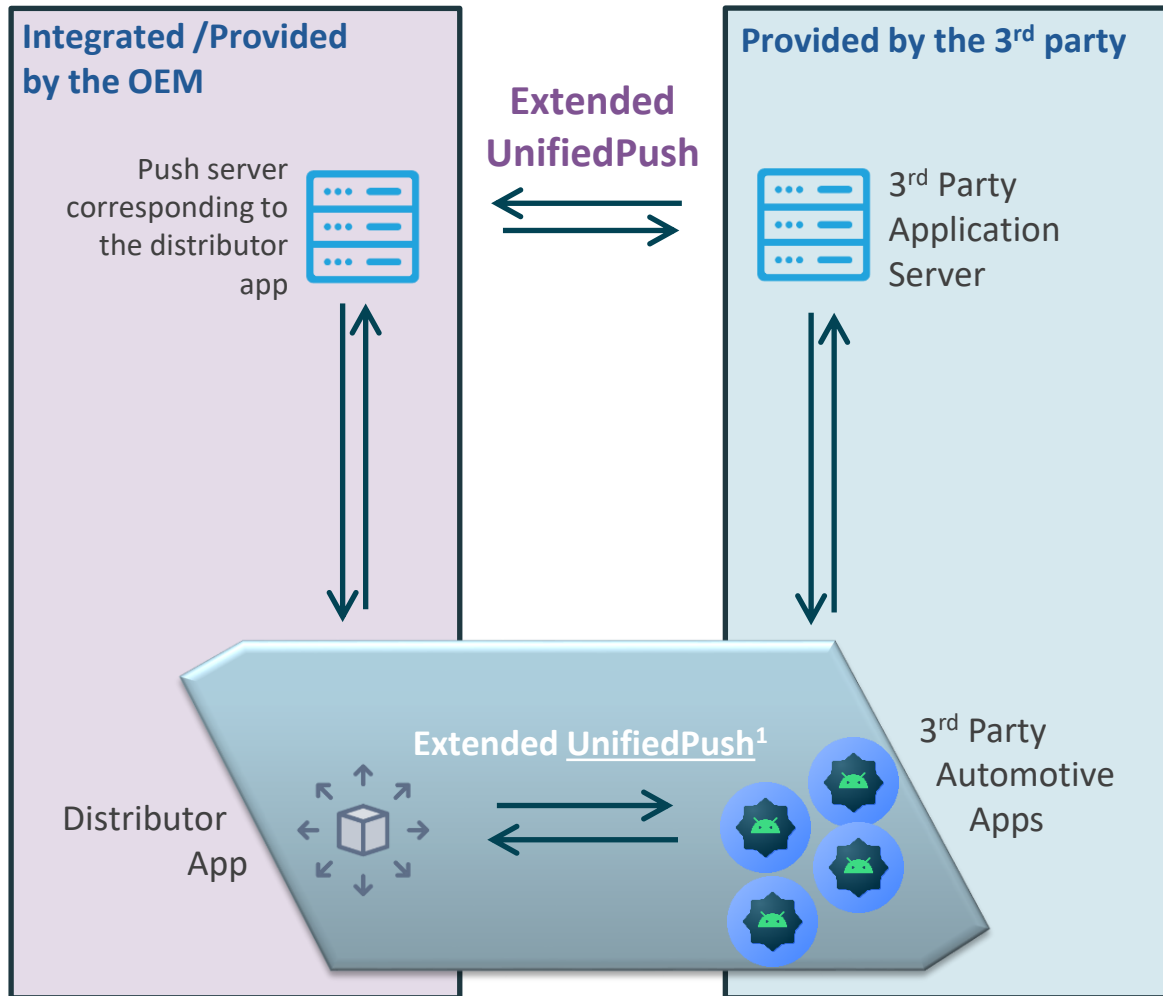 Integrated /Provided
by the OEM
Provided by the 3rd party
Extended
UnifiedPush
Push server
corresponding to
the distributor
app
3rd Party
Application
Server
Extended UnifiedPush1
Distributor
App
3rd Party
Automotive
Apps